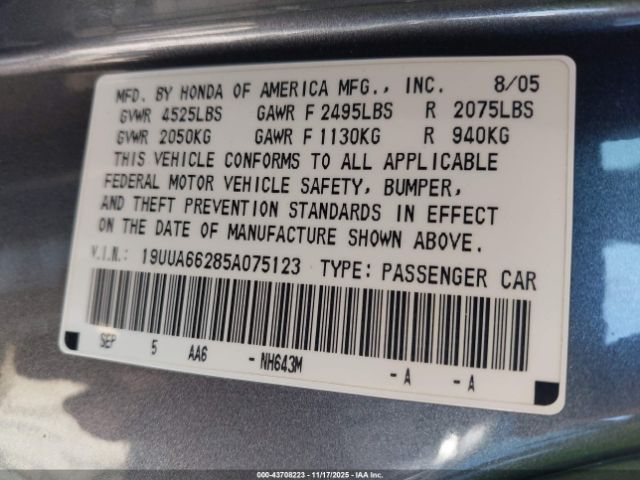 MFD. BY HONDA OF AMERICA MFG., INC. 8/05
GVWR 4525LBS GAWR F 2495LBS R 2075LBS
GVWR 2050KG GAWR F 1130KG R 940KG
THIS VEHICLE CONFORMS TO ALL APPLICABLE
FEDERAL MOTOR VEHICLE SAFETY, BUMPER,
AND THEFT PREVENTION STANDARDS IN EFFECT
ON THE DATE OF MANUFACTURE SHOWN ABOVE.
V.I.N.: 19UUA66285A075123 TYPE: PASSENGER CAR
SEP 5 AA6 - NH643M - A - A
000-43708223 - 11/17/2025 - IAA Inc.